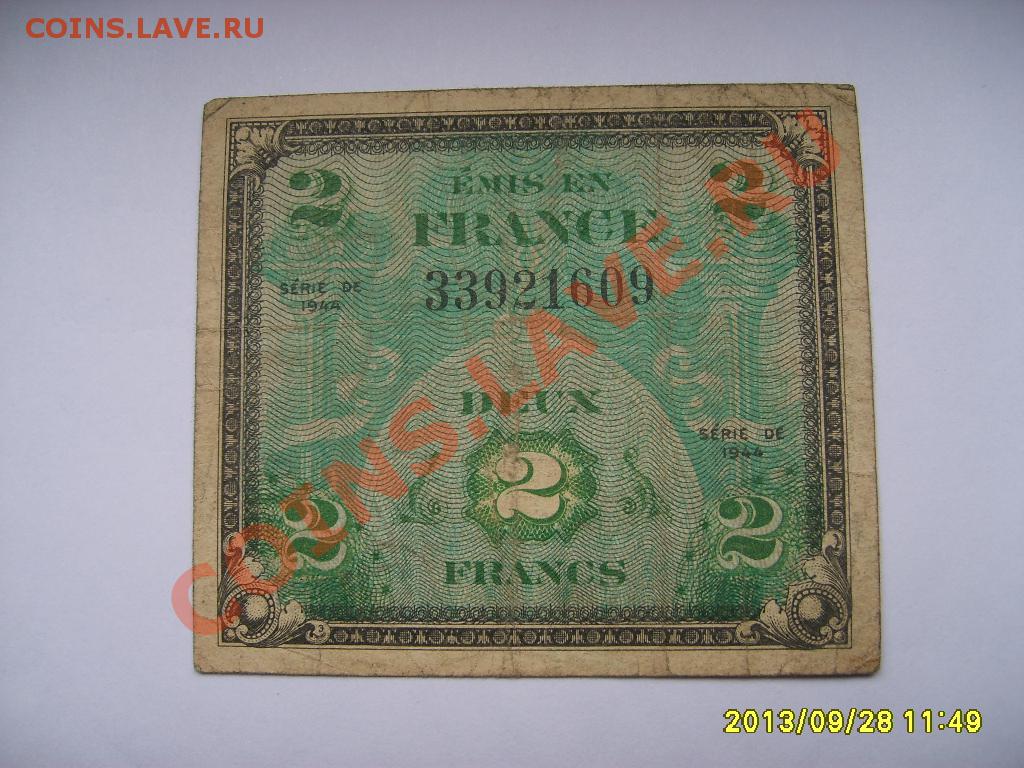 COINS.LAVE.RU
2 2
ÉMIS EN
FRANCE
33921609
SÉRIE DE
1944
COINS.LAVE.RU
DEUX
SÉRIE DE
1944
2
2 2
FRANCS
3
2013/09/28 11:49